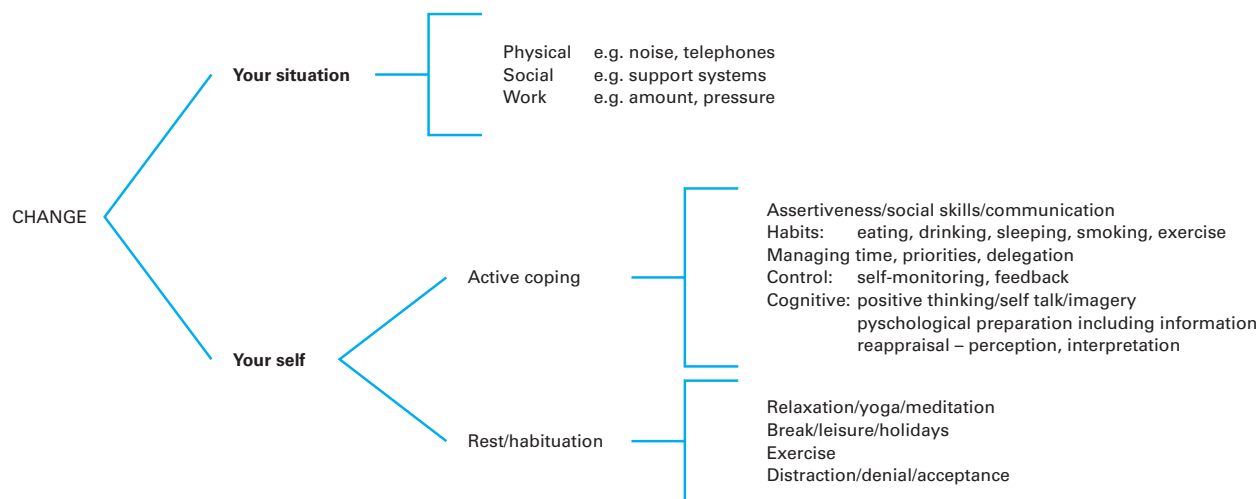 Physical e.g. noise, telephones
Your situation
Social e.g. support systems
Work e.g. amount, pressure
CHANGE
Assertiveness/social skills/communication
Habits: eating, drinking, sleeping, smoking, exercise
Managing time, priorities, delegation
Active coping
Control: self-monitoring, feedback
Cognitive: positive thinking/self talk/imagery
pyschological preparation including information
reappraisal – perception, interpretation
Your self
Relaxation/yoga/meditation
Break/leisure/holidays
Rest/habituation
Exercise
Distraction/denial/acceptance